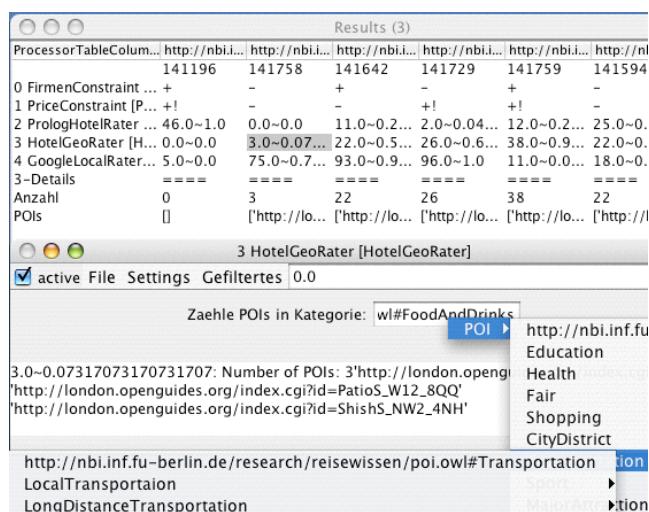 Results (3)
ProcessorTableColum... http://nbi.i... http://nbi.i... http://nbi.i... http://nbi.i... http://nbi.i... http://n
141196 141758 141642 141729 141759 141594
0 FirmenConstraint ... + – + – + –
1 PriceConstraint [P... +! – – +! +! –
2 PrologHotelRater ... 46.0~1.0 0.0~0.0 11.0~0.2... 2.0~0.04... 12.0~0.2... 25.0~0.
3 HotelGeoRater [H... 0.0~0.0 3.0~0.07... 22.0~0.5... 26.0~0.6... 38.0~0.9... 22.0~0.
4 GoogleLocalRater... 5.0~0.0 75.0~0.7... 93.0~0.9... 96.0~1.0 11.0~0.0... 18.0~0.
3-Details ==== ==== ==== ==== ==== ====
Anzahl 0 3 22 26 38 22
POIs [] ['http://lo... ['http://lo... ['http://lo... ['http://lo... ['http://l
3 HotelGeoRater [HotelGeoRater]
active File Settings Gefiltertes 0.0
Zaehle POIs in Kategorie: wl#FoodAndDrinks
POI http://nbi.inf.fu
Education
3.0~0.07317073170731707: Number of POIs: 3'http://london.openg
Health
'http://london.openguides.org/index.cgi?id=PatioS_W12_8QQ'
Fair
'http://london.openguides.org/index.cgi?id=ShishS_NW2_4NH'
Shopping
CityDistrict
http://nbi.inf.fu-berlin.de/research/reisewissen/poi.owl#Transportation tion
LocalTransportaion Sport
LongDistanceTransportation MajorAttraction